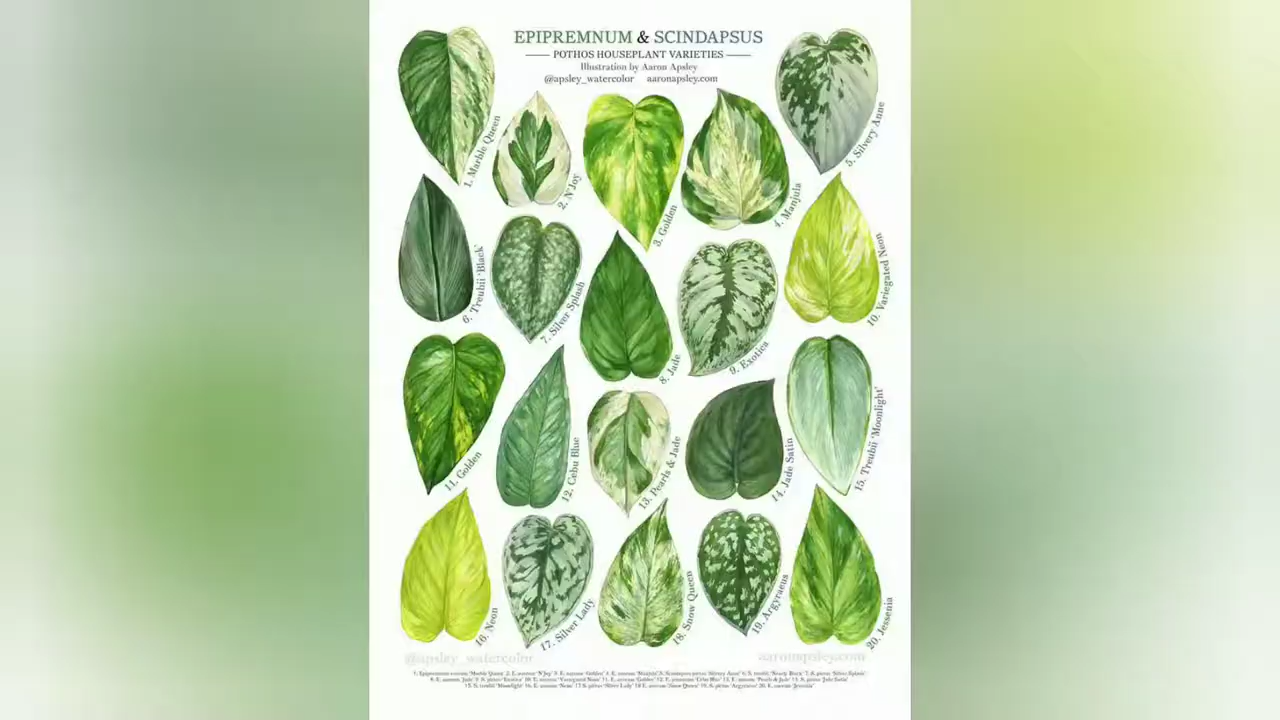 EPIPREMNUM & SCINDAPSUS
POTHOS HOUSEPLANT VARIETIES
Illustration by Aaron Apsley
@apsley_watercolor aaronapsley.com
1. Marble Queen
2. N'Joy
3. Golden
4. Manjula
5. Silvery Anne
6. Treubii 'Black'
7. Silver Splash
8. Jade
9. Exotica
10. Variegated Neon
11. Golden
12. Cebu Blue
13. Pearls & Jade
14. Jade Satin
15. Treubii 'Moonlight'
16. Neon
17. Silver Lady
18. Snow Queen
19. Argyraeus
20. Jessenia
@apsley_watercolor
aaronapsley.com